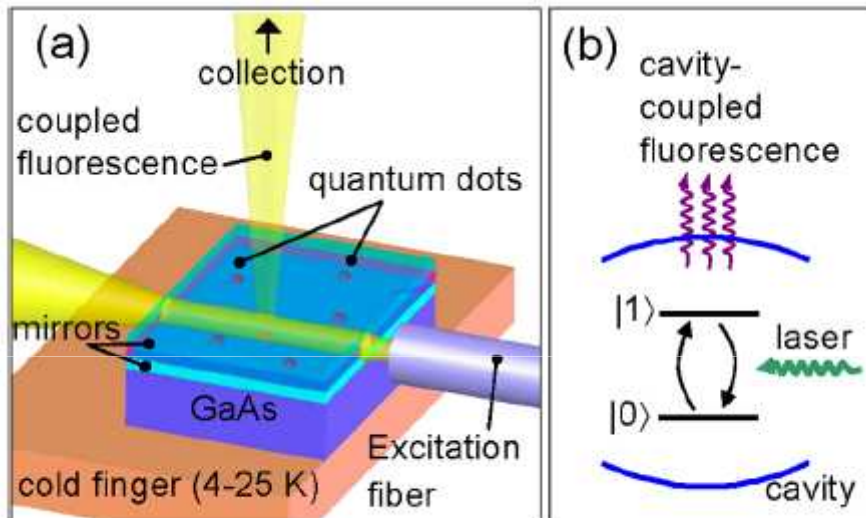 (a)
collection
coupled
fluorescence
quantum dots
mirrors
GaAs
Excitation
fiber
cold finger (4-25 K)
(b)
cavity-
coupled
fluorescence
|1⟩
laser
|0⟩
cavity